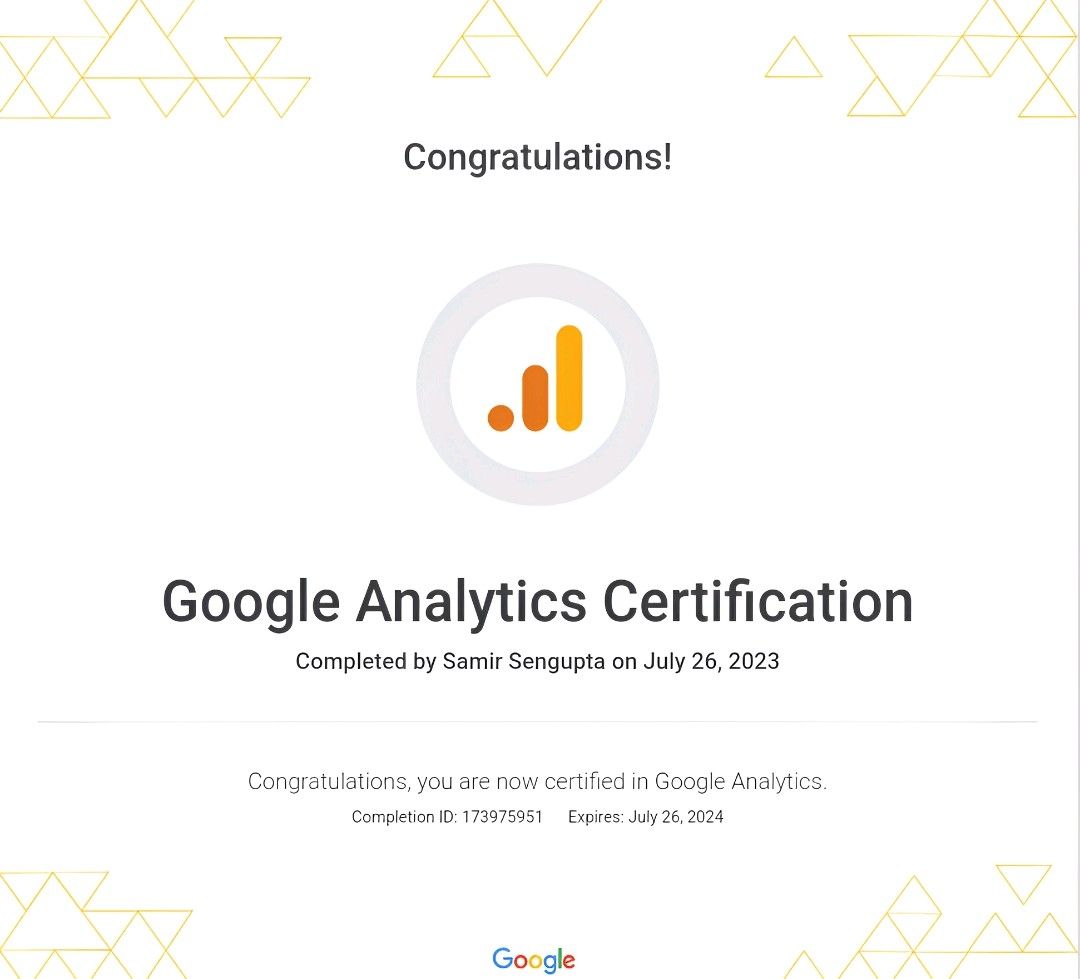 Congratulations!
Google Analytics Certification
Completed by Samir Sengupta on July 26, 2023
Congratulations, you are now certified in Google Analytics.
Completion ID: 173975951 Expires: July 26, 2024
Google